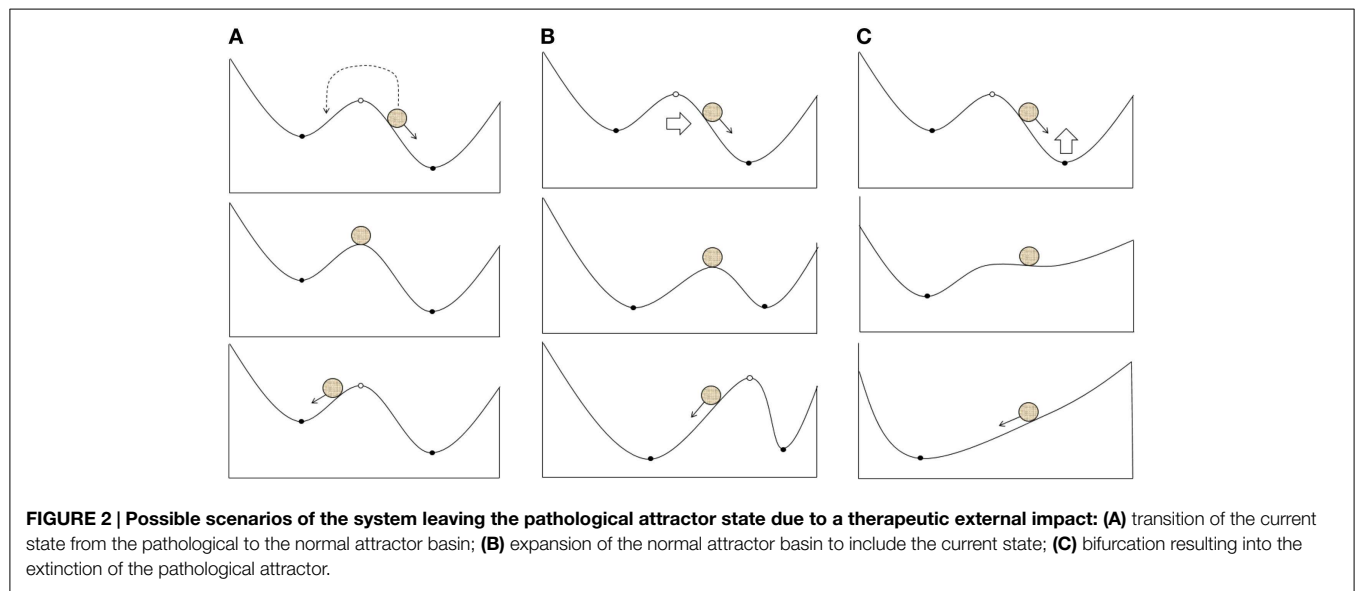 A
B
C
FIGURE 2 | Possible scenarios of the system leaving the pathological attractor state due to a therapeutic external impact: (A) transition of the current
state from the pathological to the normal attractor basin; (B) expansion of the normal attractor basin to include the current state; (C) bifurcation resulting into the
extinction of the pathological attractor.